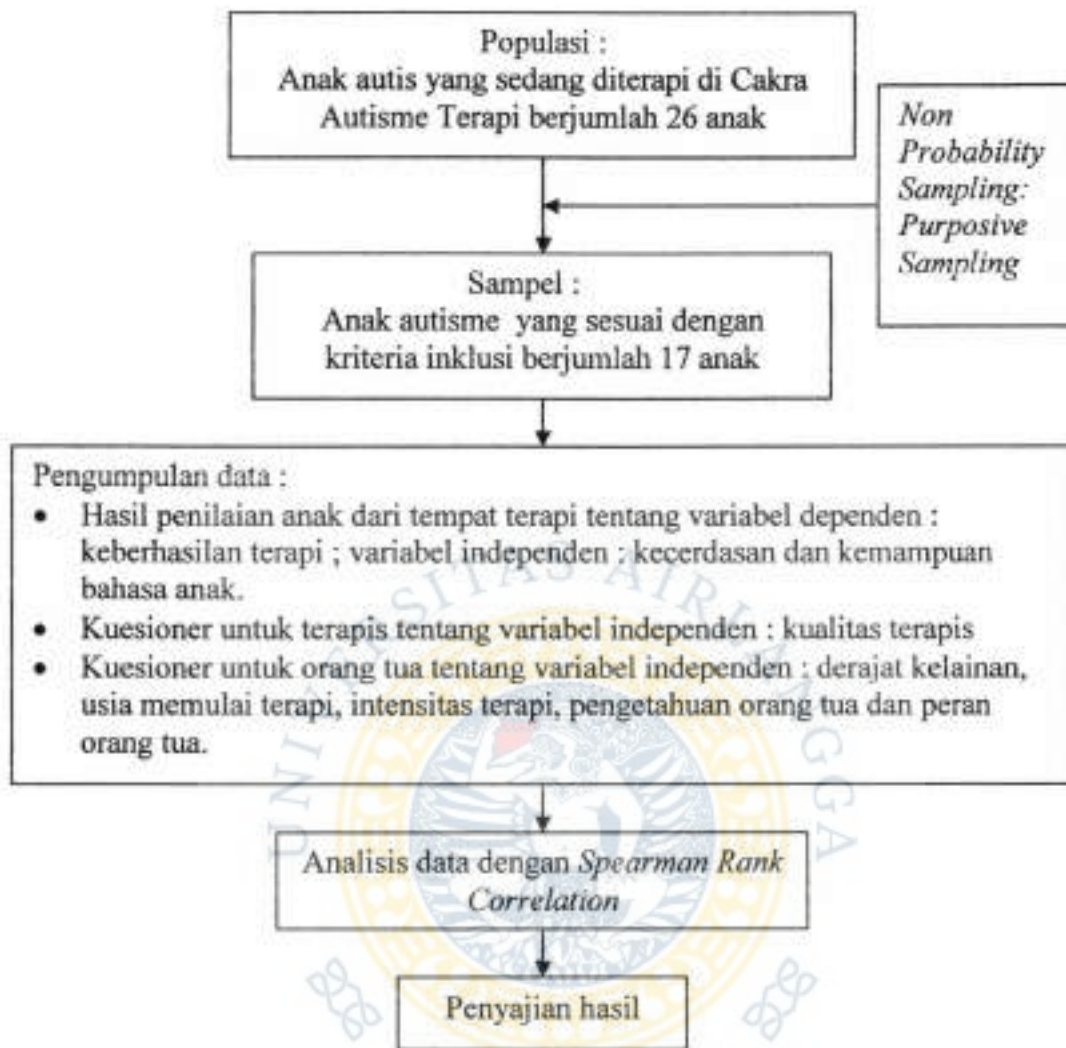 Populasi :
Anak autis yang sedang diterapi di Cakra
Autisme Terapi berjumlah 26 anak
Non
Probability
Sampling:
Purposive
Sampling
Sampel :
Anak autisme yang sesuai dengan
kriteria inklusi berjumlah 17 anak
Pengumpulan data :
• Hasil penilaian anak dari tempat terapi tentang variabel dependen :
keberhasilan terapi ; variabel independen : kecerdasan dan kemampuan
bahasa anak.
• Kuesioner untuk terapis tentang variabel independen : kualitas terapis
• Kuesioner untuk orang tua tentang variabel independen : derajat kelainan,
usia memulai terapi, intensitas terapi, pengetahuan orang tua dan peran
orang tua.
UNIVERSITAS AIRLANGGA
Analisis data dengan Spearman Rank
Correlation
Penyajian hasil